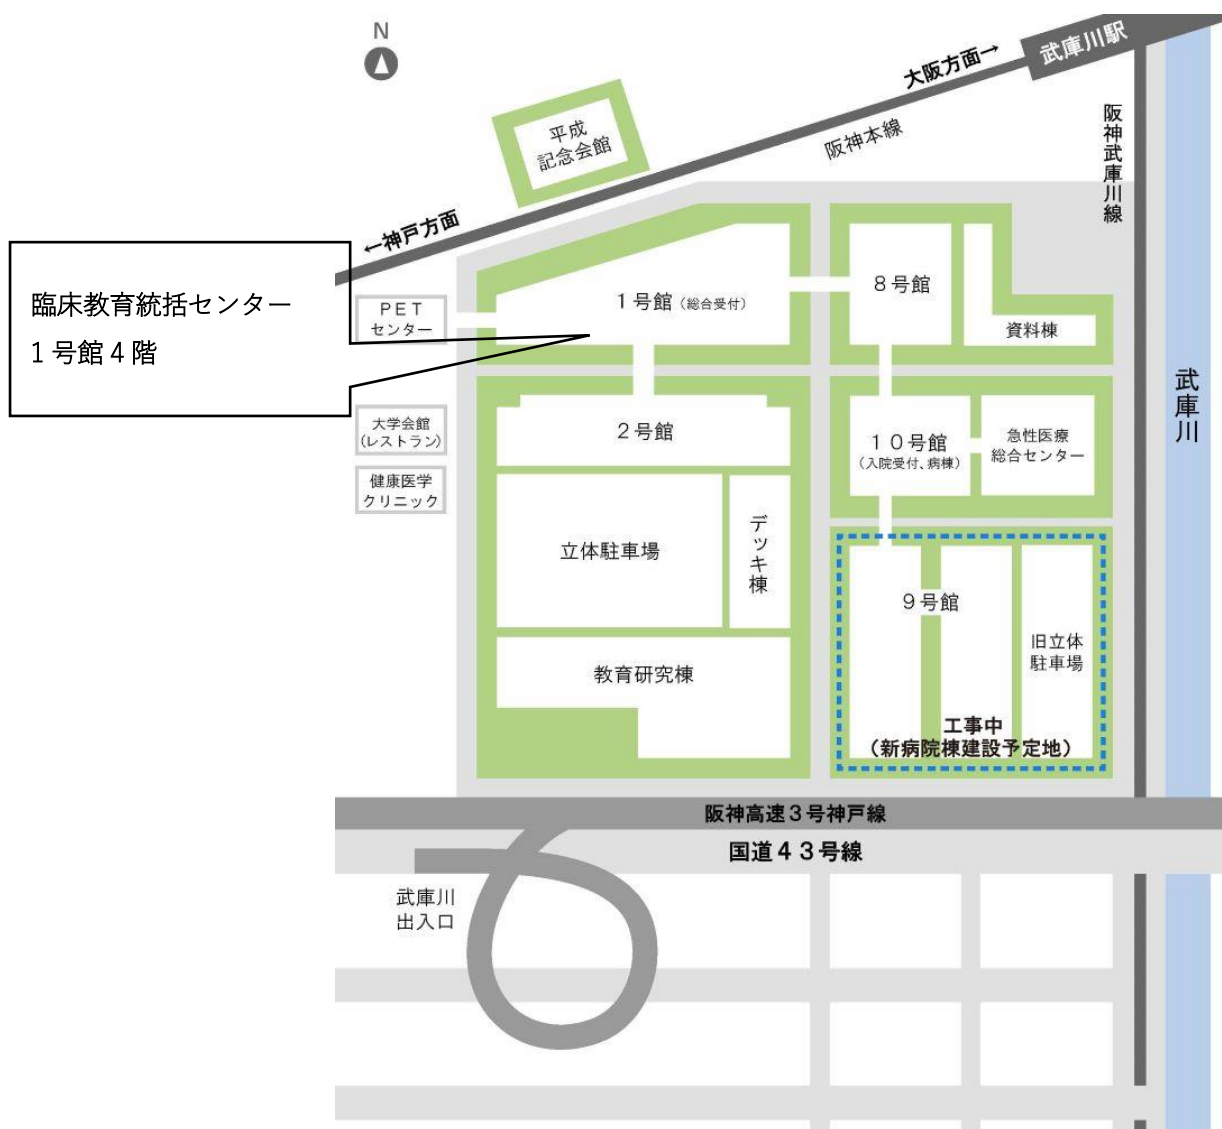 N
武庫川駅
大阪方面→
阪神本線
阪神武庫川線
平成
記念会館
←神戸方面
臨床教育統括センター
1号館4階
PET
センター
1号館(総合受付)
8号館
資料棟
武庫川
大学会館
(レストラン)
健康医学
クリニック
2号館
10号館
(入院受付、病棟)
急性医療
総合センター
立体駐車場
デッキ棟
9号館
旧立体
駐車場
教育研究棟
工事中
(新病院棟建設予定地)
阪神高速3号神戸線
国道43号線
武庫川
出入口